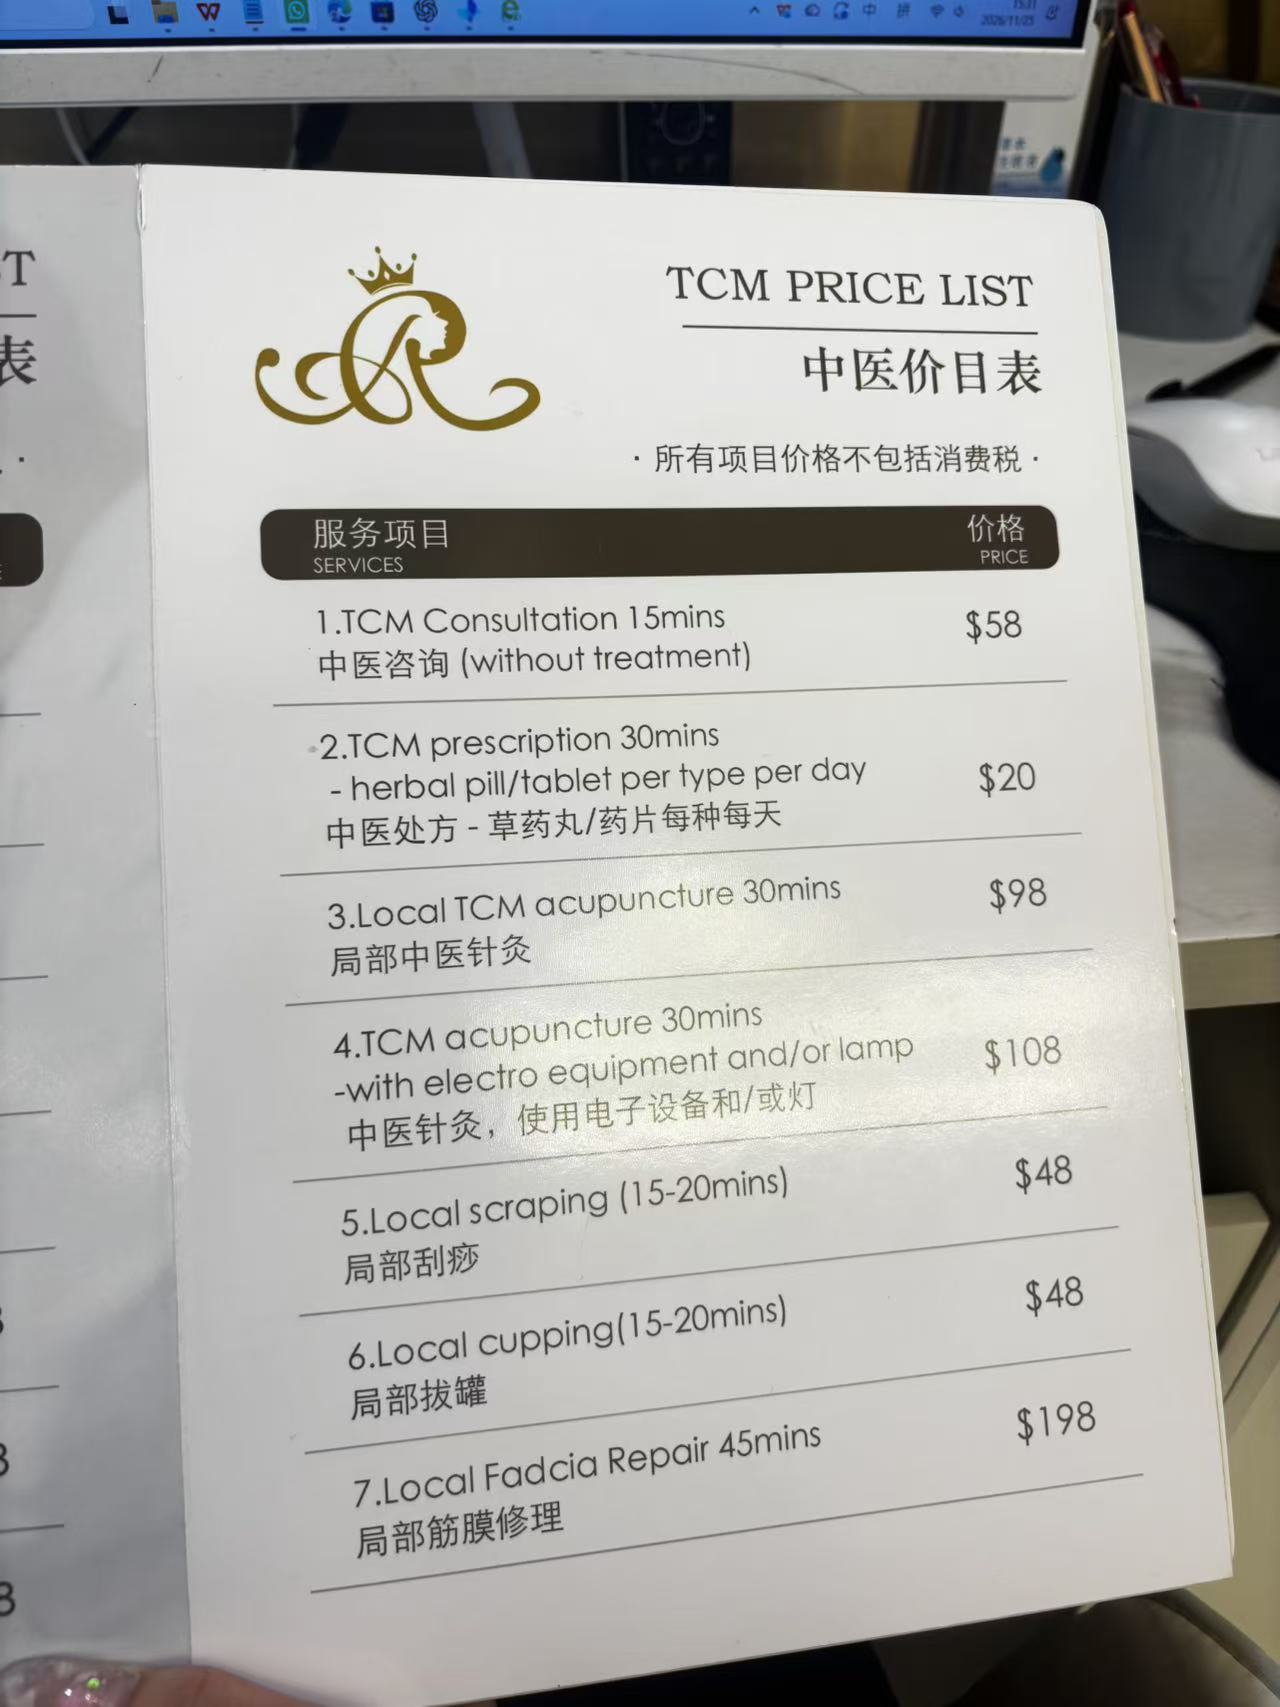 TCM PRICE LIST
中医价目表
· 所有项目价格不包括消费税 ·
服务项目 价格
SERVICES PRICE
1.TCM Consultation 15mins $58
中医咨询 (without treatment)
2.TCM prescription 30mins
- herbal pill/tablet per type per day $20
中医处方 - 草药丸/药片每种每天
3.Local TCM acupuncture 30mins $98
局部中医针灸
4.TCM acupuncture 30mins
-with electro equipment and/or lamp $108
中医针灸，使用电子设备和/或灯
5.Local scraping (15-20mins) $48
局部刮痧
6.Local cupping(15-20mins) $48
局部拔罐
7.Local Fadcia Repair 45mins $198
局部筋膜修理